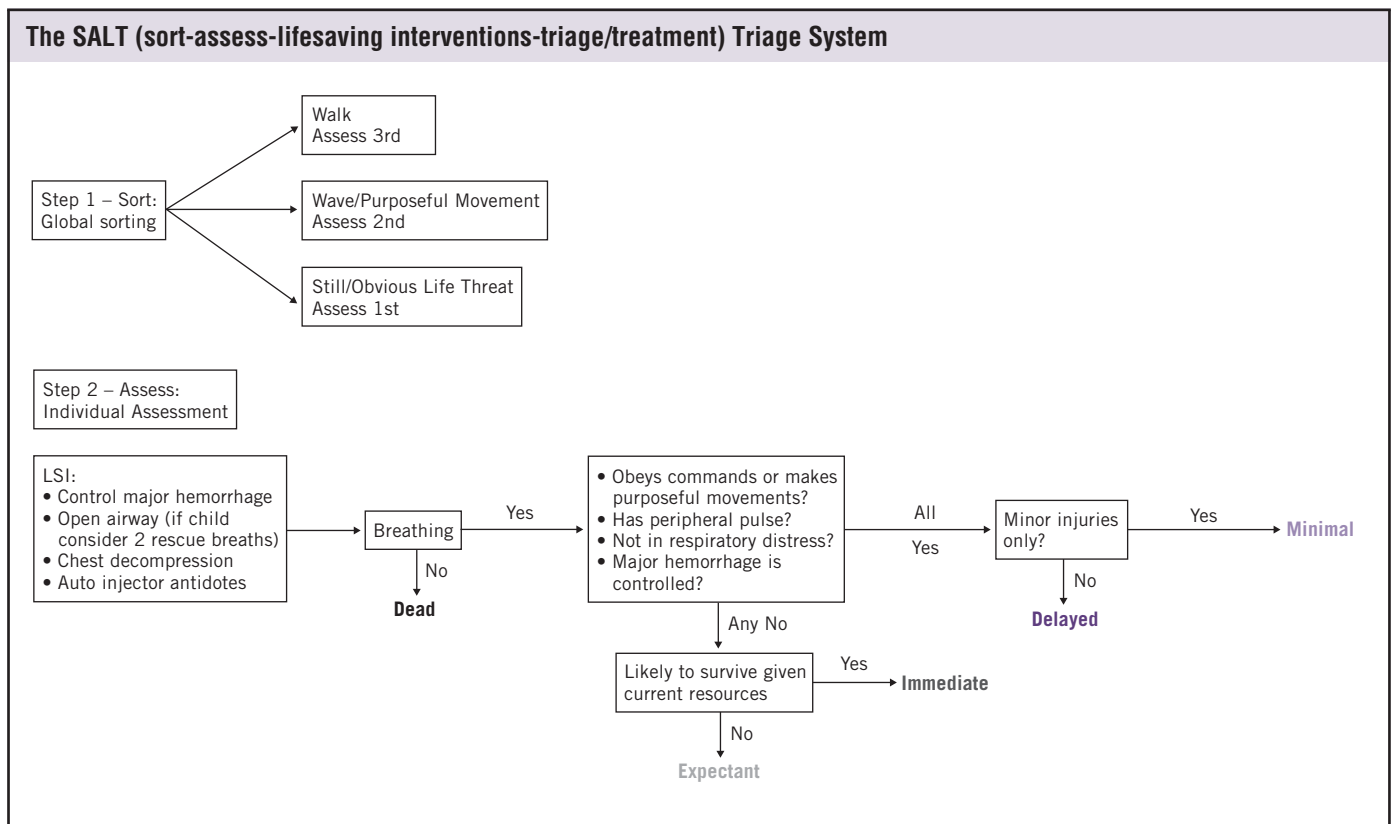 The SALT (sort-assess-lifesaving interventions-triage/treatment) Triage System
Walk
Assess 3rd
Step 1 – Sort:
Global sorting
Wave/Purposeful Movement
Assess 2nd
Still/Obvious Life Threat
Assess 1st
Step 2 – Assess:
Individual Assessment
LSI:
• Control major hemorrhage
• Open airway (if child
consider 2 rescue breaths)
• Chest decompression
• Auto injector antidotes
Breathing
Yes
No
Dead
• Obeys commands or makes
purposeful movements?
• Has peripheral pulse?
• Not in respiratory distress?
• Major hemorrhage is
controlled?
All
Yes
Minor injuries
only?
Yes
Minimal
No
Delayed
Any No
Likely to survive given
current resources
Yes
Immediate
No
Expectant